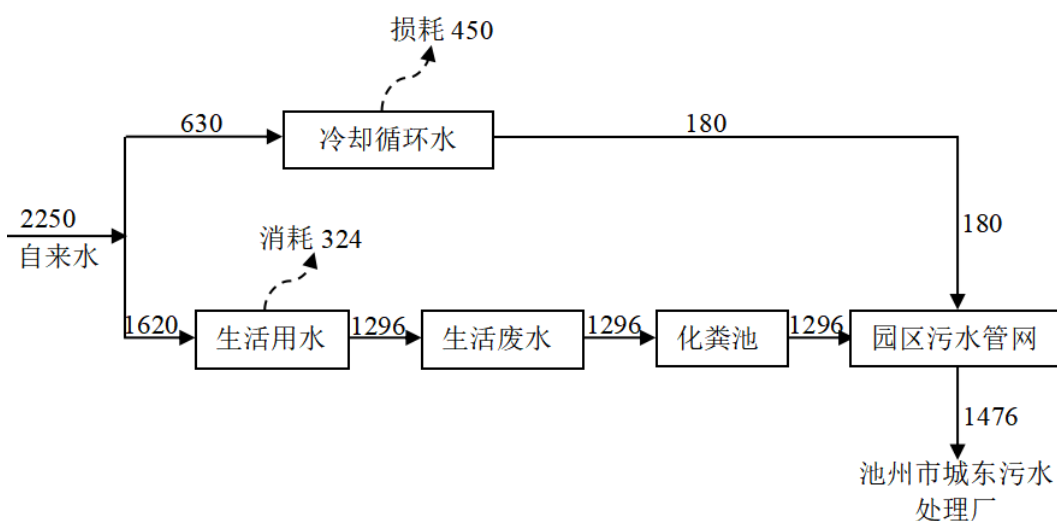 损耗 450
630
冷却循环水
180
2250
自来水
消耗 324
180
1620
生活用水
1296
生活废水
1296
化粪池
1296
园区污水管网
1476
池州市城东污水
处理厂